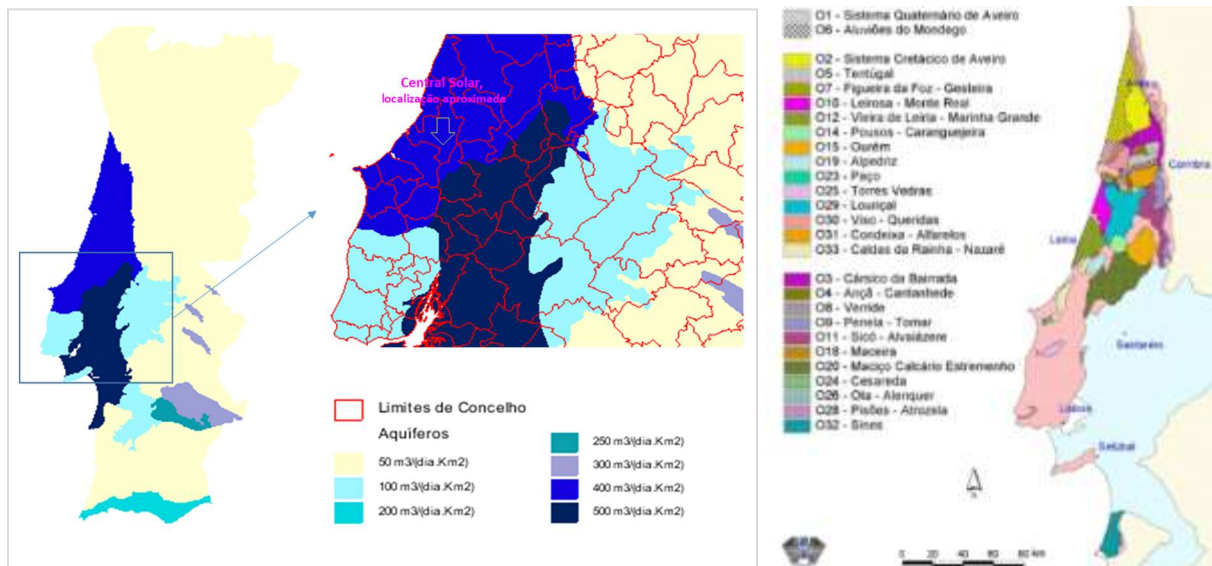 Central Solar,
localização aproximada
Limites de Concelho
Aquíferos
50 m3/(dia.Km2)
100 m3/(dia.Km2)
200 m3/(dia.Km2)
250 m3/(dia.Km2)
300 m3/(dia.Km2)
400 m3/(dia.Km2)
500 m3/(dia.Km2)
O1 - Sistema Quaternário de Aveiro
O6 - Aluviões do Mondego
O2 - Sistema Cretácico de Aveiro
O5 - Tentúgal
O7 - Figueira da Foz - Gesteira
O10 - Leirosa - Monte Real
O12 - Vieira de Leiria - Marinha Grande
O14 - Pousos - Caranguejeira
O15 - Ourém
O19 - Alpedriz
O23 - Paço
O25 - Torres Vedras
O29 - Louriçal
O30 - Viso - Queridas
O31 - Condeixa - Alfarelos
O33 - Caldas da Rainha - Nazaré
O3 - Cársico da Bairrada
O4 - Ançã - Cantanhede
O8 - Verride
O9 - Penela - Tomar
O11 - Sicó - Alvaiázere
O18 - Maceira
O20 - Maciço Calcário Estremenho
O24 - Cesareda
O26 - Ota - Alenquer
O28 - Pisões - Atrozela
O32 - Sines
Aveiro
Coimbra
Leiria
Santarém
Lisboa
Setúbal
N
0 20 40 60 80 km